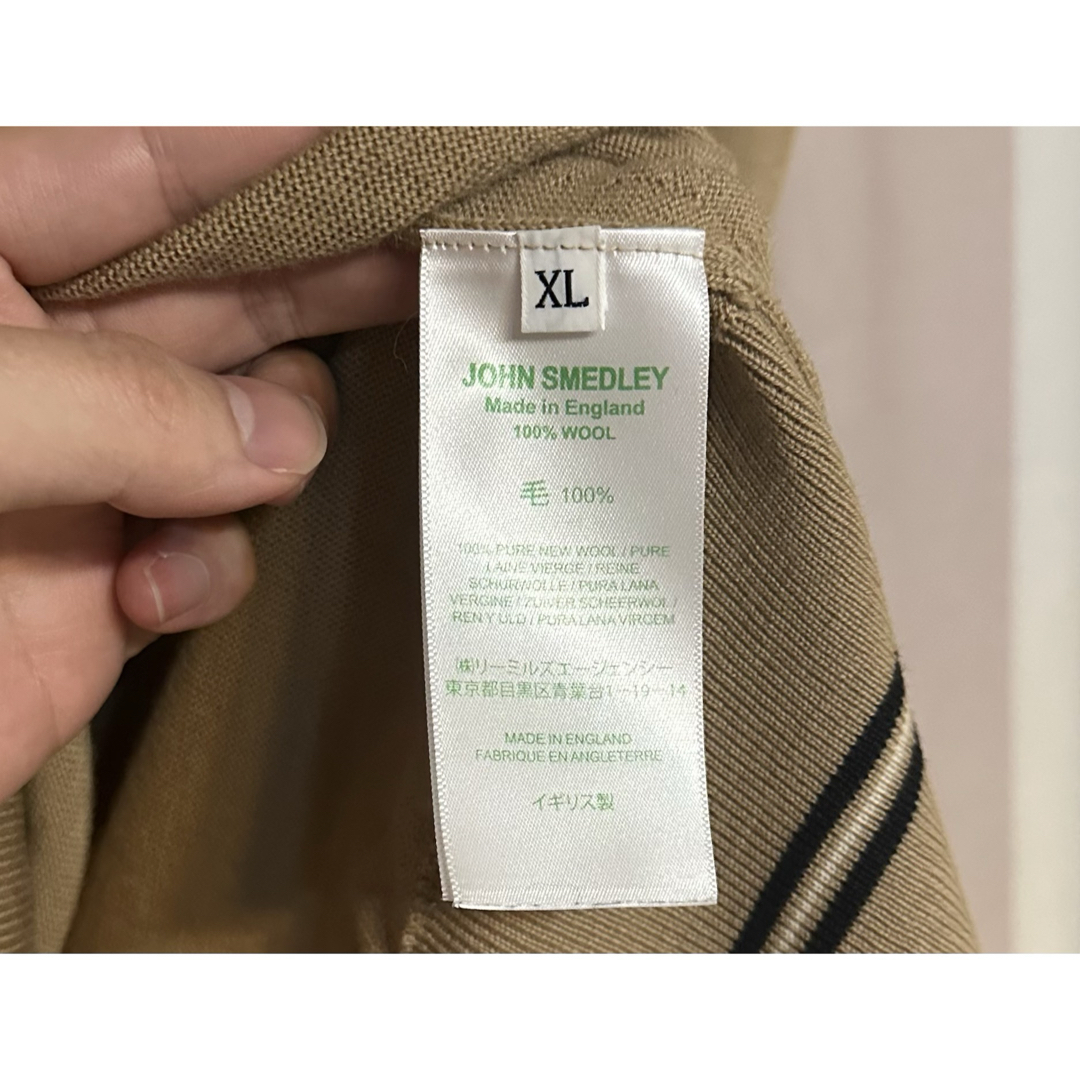 XL
JOHN SMEDLEY
Made in England
100% WOOL
毛 100%
100% PURE NEW WOOL / PURE
LAINE VIERGE / REINE
SCHURWOLLE / PURA LANA
VERGINE / ZUIVER SCHEERWOL /
REN Y ULD / PURA LANA VIRGEM
㈱リーミルズエージェンシー
東京都目黒区青葉台1-19-14
MADE IN ENGLAND
FABRIQUE EN ANGLETERRE
イギリス製